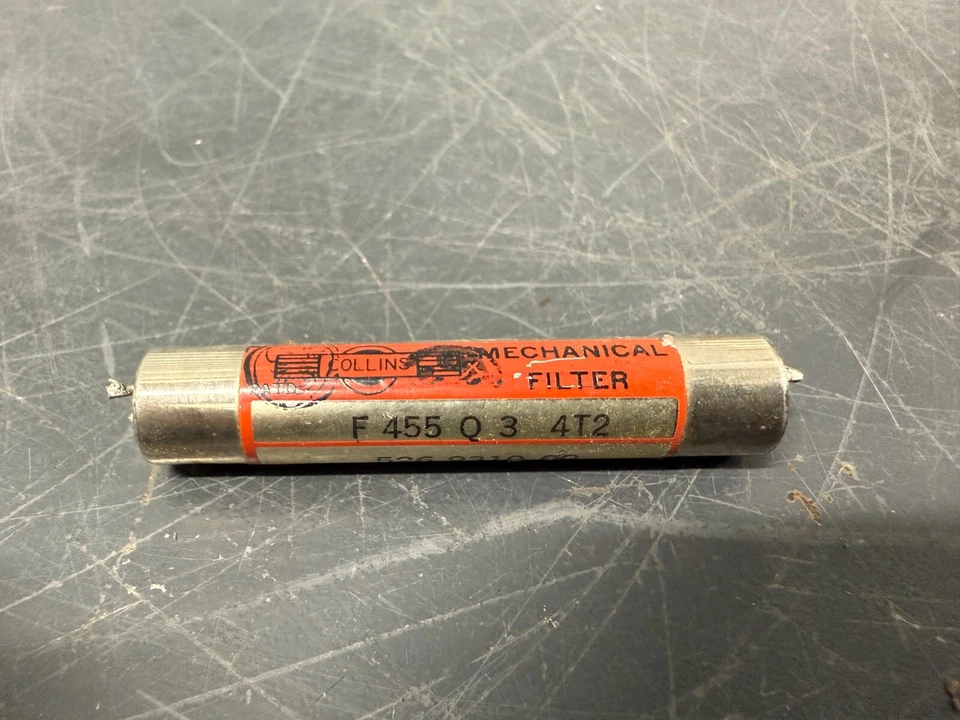 COLLINS MECHANICAL
FILTER
F 455 Q 3 4T2